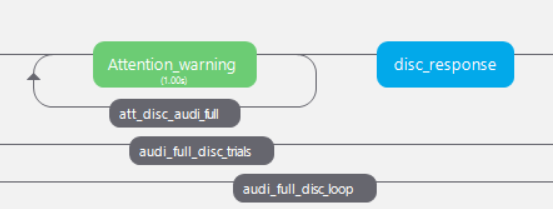 Attention_warning
(1.00s)
disc_response
att_disc_audi_full
audi_full_disc_trials
audi_full_disc_loop